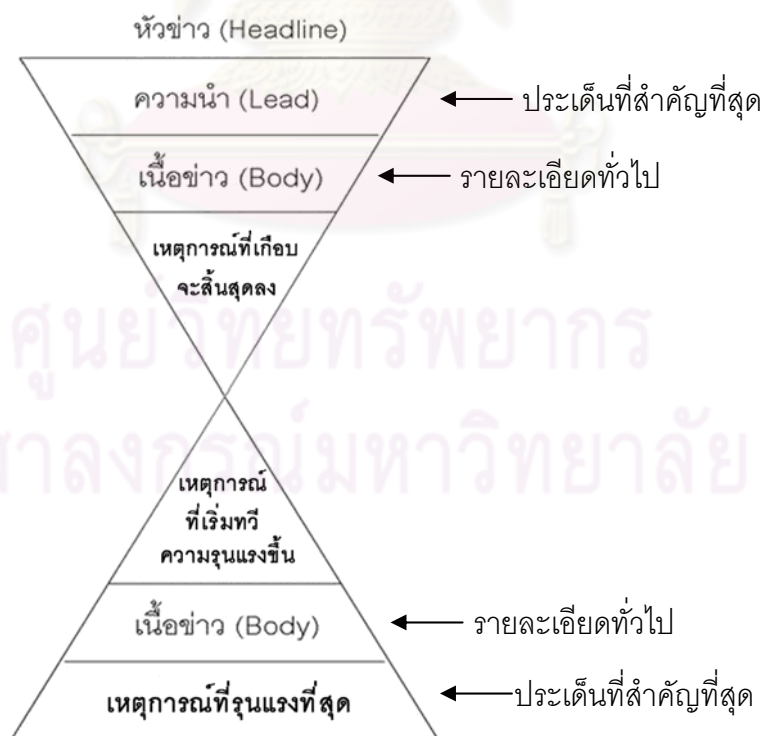 หัวข่าว (Headline)
ความนำ (Lead)
ประเด็นที่สำคัญที่สุด
เนื้อข่าว (Body)
รายละเอียดทั่วไป
เหตุการณ์ที่เกือบ
จะสิ้นสุดลง
ศูนย์วิทยทรัพยากร
าลงกรณ์มหาวิทยาลัย
เหตุการณ์
ที่เริ่มทวี
ความรุนแรงขึ้น
เนื้อข่าว (Body)
รายละเอียดทั่วไป
เหตุการณ์ที่รุนแรงที่สุด
ประเด็นที่สำคัญที่สุด